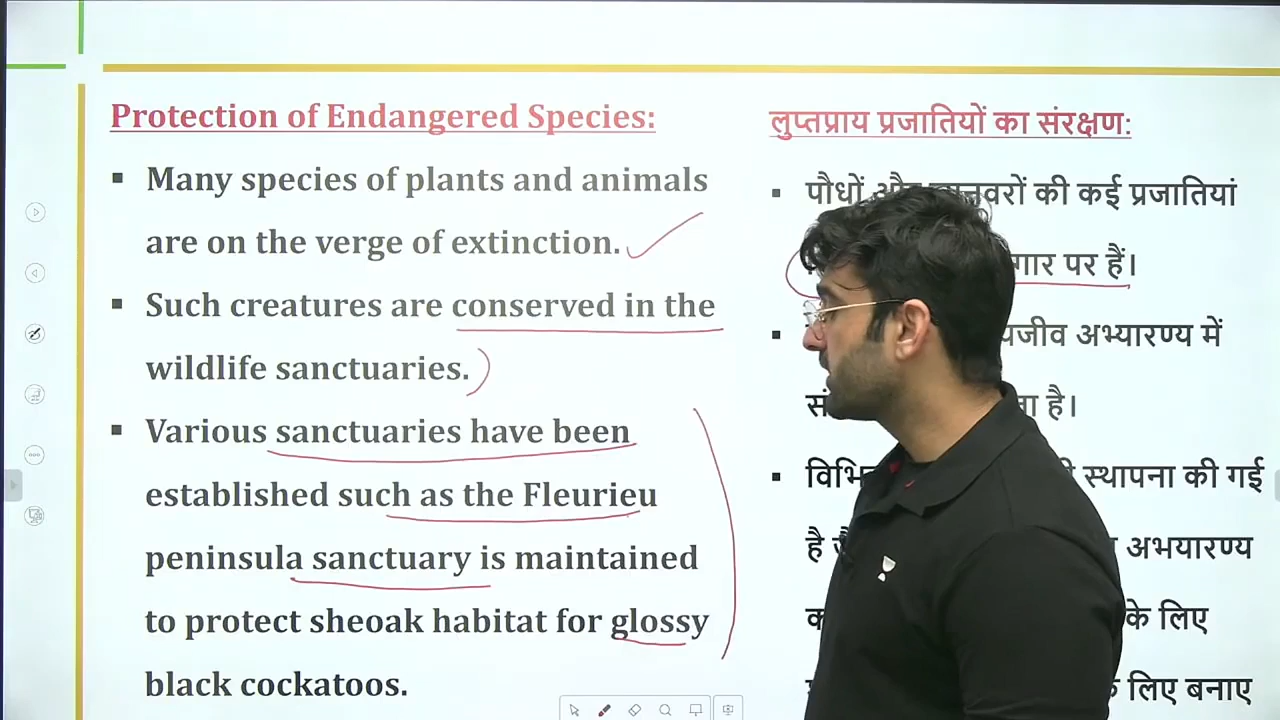 Protection of Endangered Species:
▪ Many species of plants and animals
are on the verge of extinction.
▪ Such creatures are conserved in the
wildlife sanctuaries.
▪ Various sanctuaries have been
established such as the Fleurieu
peninsula sanctuary is maintained
to protect sheoak habitat for glossy
black cockatoos.
लुप्तप्राय प्रजातियों का संरक्षण:
▪ पौधों और की कई प्रजातियां
पर हैं।
▪ अभ्यारण्य में
है।
▪ स्थापना की गई
है अभयारण्य
के लिए
लिए बनाए